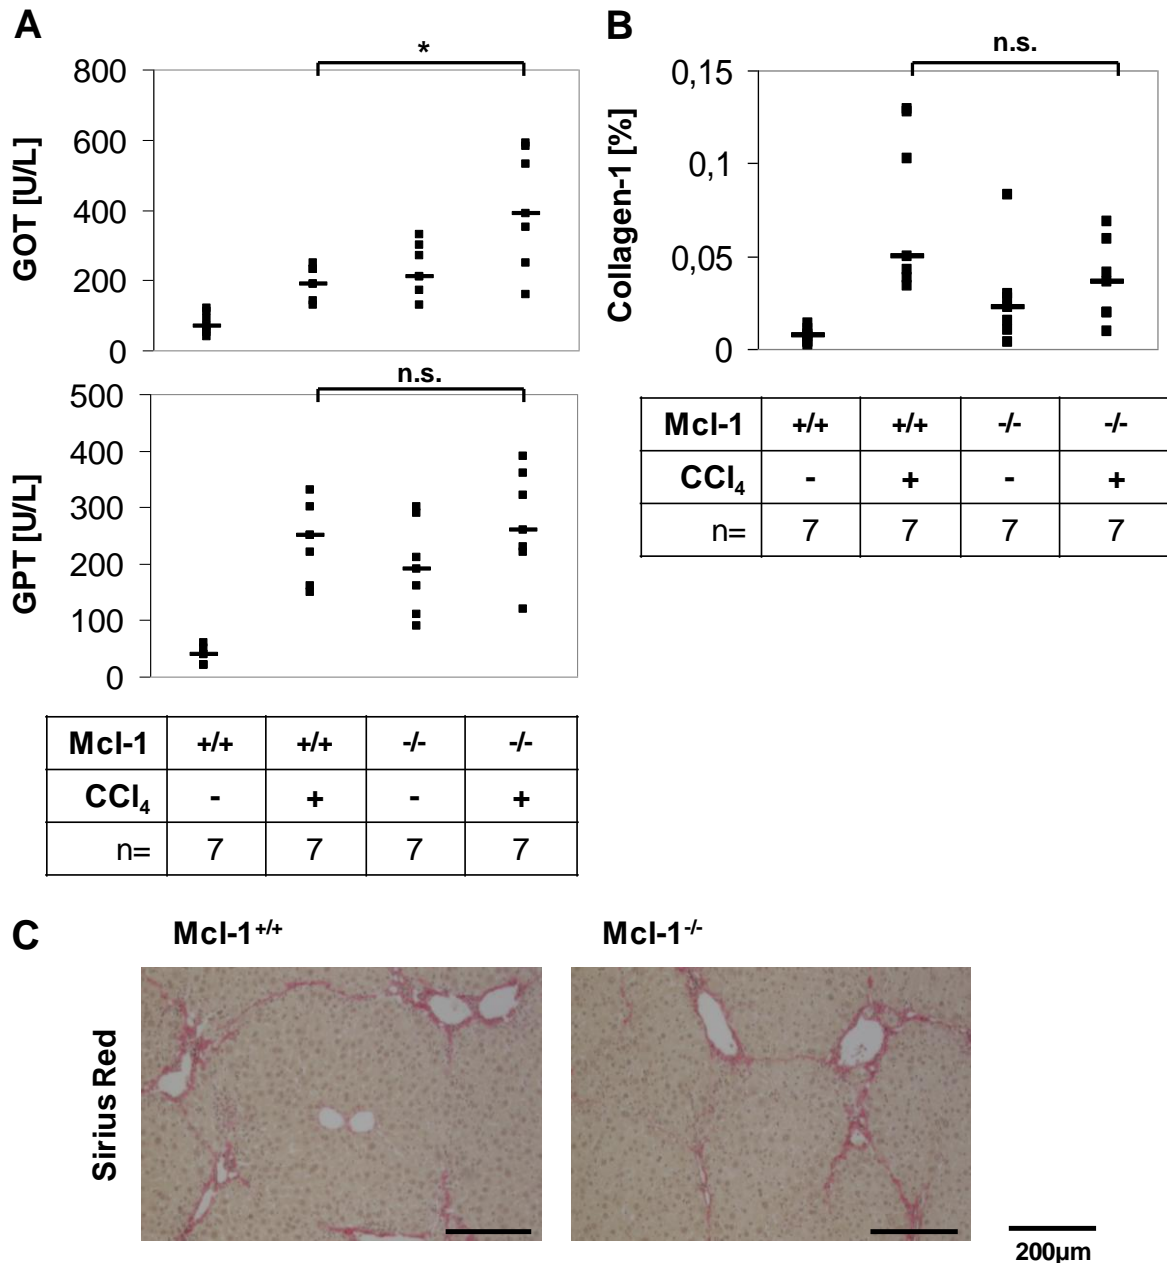 A
*
800
600
400
200
0
GOT [U/L]
n.s.
500
400
300
200
100
0
GPT [U/L]
Mcl-1 +/+ +/+ -/- -/-
CCl₄ - + - +
n= 7 7 7 7
B
n.s.
0,15
0,1
0,05
0
Collagen-1 [%]
Mcl-1 +/+ +/+ -/- -/-
CCl₄ - + - +
n= 7 7 7 7
C
Mcl-1⁺/⁺ Mcl-1⁻/⁻
Sirius Red
200µm